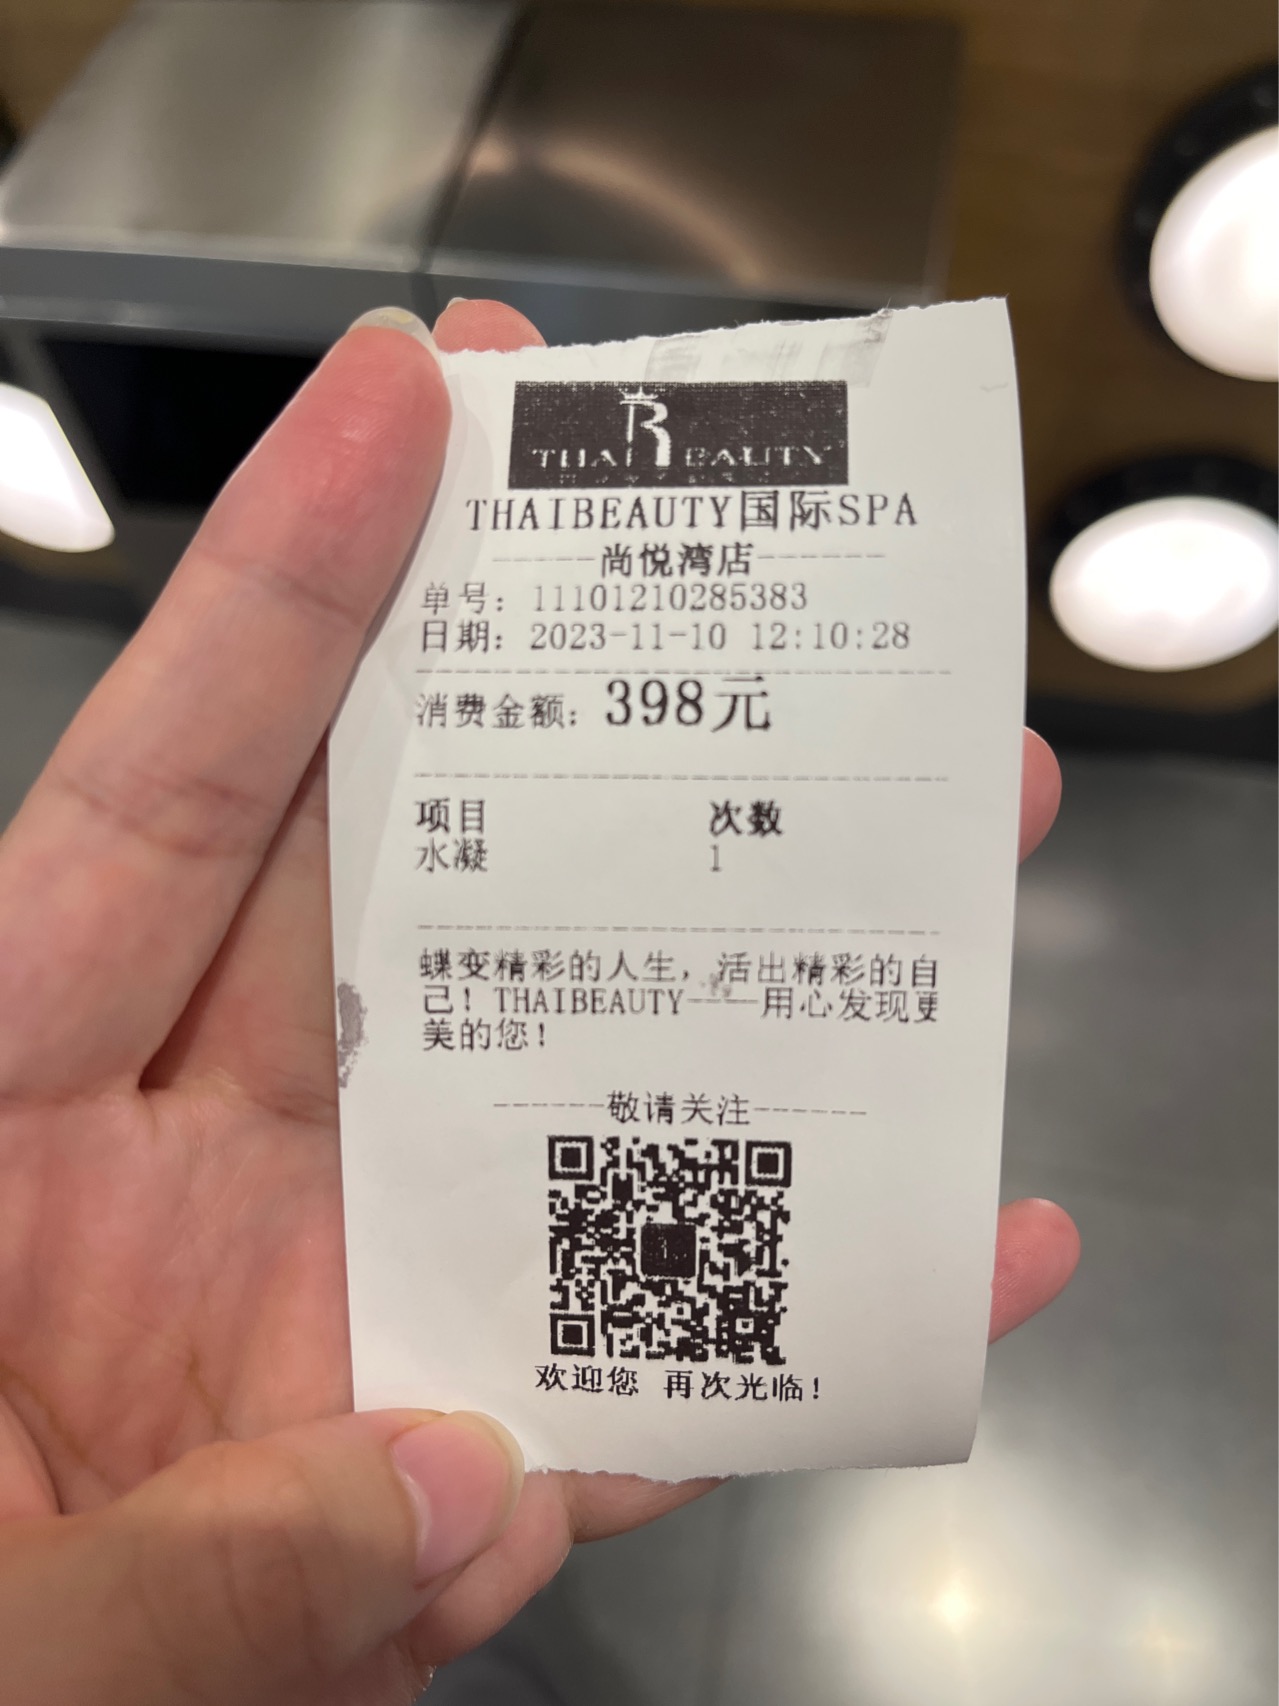 THAI BEAUTY
THAIBEAUTY国际SPA
------尚悦湾店------
单号：11101210285383
日期：2023-11-10 12:10:28
消费金额：398元
项目 次数
水凝 1
蝶变精彩的人生，活出精彩的自
己！THAIBEAUTY————用心发现更
美的您！
------敬请关注------
欢迎您 再次光临！